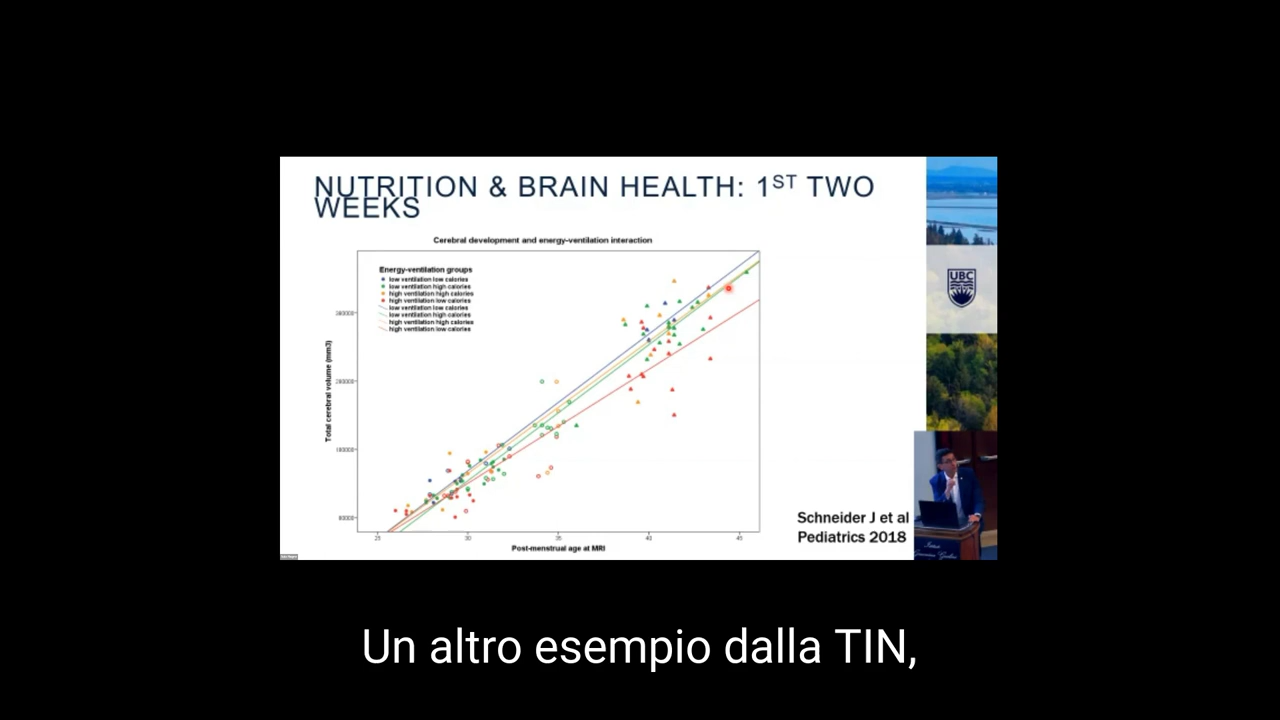 NUTRITION & BRAIN HEALTH: 1ST TWO
WEEKS
Cerebral development and energy-ventilation interaction
Energy-ventilation groups
low ventilation low calories
low ventilation high calories
high ventilation high calories
high ventilation low calories
low ventilation low calories
low ventilation high calories
high ventilation high calories
high ventilation low calories
Total cerebral volume (mm3)
25
30
35
40
45
Post-menstrual age at MRI
UBC
Schneider J et al
Pediatrics 2018
Un altro esempio dalla TIN,